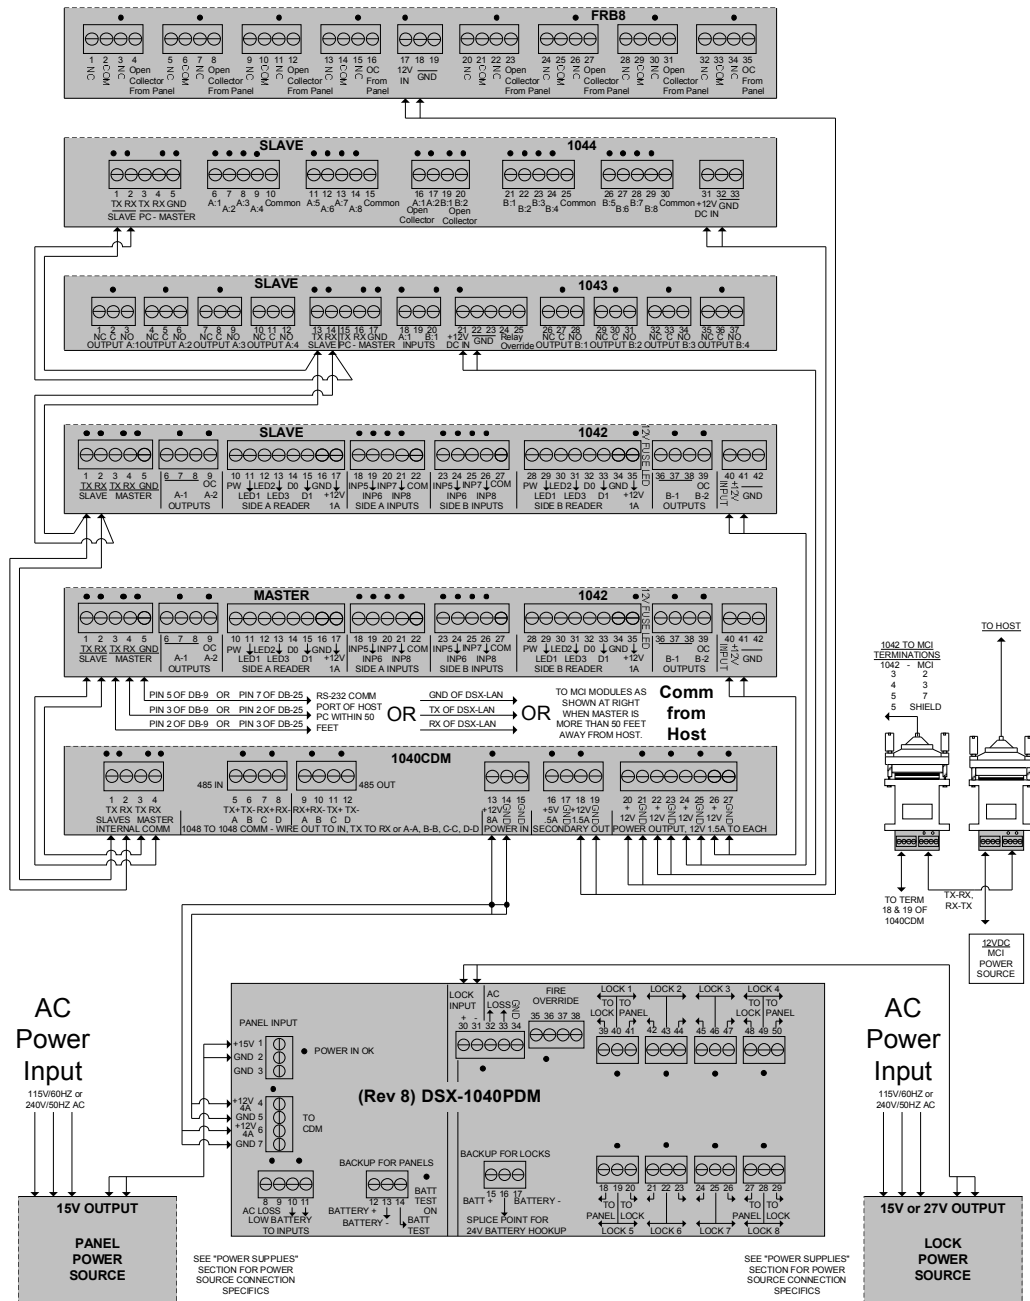 FRB8
1 2 3 4 5 6 7 8 9 10 11 12 13 14 15 16 17 18 19 20 21 22 23 24 25 26 27 28 29 30 31 32 33 34 35
NC COM NC Open NC COM NC Open NC COM NC Open NC COM NC OC 12V GND NC COM NC Open NC COM NC Open NC COM NC Open NC COM NC OC
Collector Collector Collector From IN Collector Collector Collector From
From Panel From Panel From Panel Panel From Panel From Panel From Panel Panel
SLAVE 1044
1 2 3 4 5 6 7 8 9 10 11 12 13 14 15 16 17 18 19 20 21 22 23 24 25 26 27 28 29 30 31 32 33
TX RX TX RX GND A:1 A:2 A:3 A:4 Common A:5 A:6 A:7 A:8 Common A:1 A:2 B:1 B:2 B:1 B:2 B:3 B:4 Common B:5 B:6 B:7 B:8 Common +12V GND
SLAVE PC - MASTER Open Collector Open Collector DC IN
SLAVE 1043
1 2 3 4 5 6 7 8 9 10 11 12 13 14 15 16 17 18 19 20 21 22 23 24 25 26 27 28 29 30 31 32 33 34 35 36 37
NC C NO NC C NO NC C NO NC C NO TX RX TX RX GND A:1 B:1 +12V GND Relay NC C NO NC C NO NC C NO NC C NO
OUTPUT A:1 OUTPUT A:2 OUTPUT A:3 OUTPUT A:4 SLAVE PC - MASTER INPUTS DC IN Override OUTPUT B:1 OUTPUT B:2 OUTPUT B:3 OUTPUT B:4
SLAVE 1042 12V FUSE LED
1 2 3 4 5 6 7 8 9 10 11 12 13 14 15 16 17 18 19 20 21 22 23 24 25 26 27 28 29 30 31 32 33 34 35 36 37 38 39 40 41 42
TX RX TX RX GND OC PW LED2 D0 GND INP5 INP7 COM INP5 INP7 COM PW LED2 D0 GND OC +12V
SLAVE MASTER A-1 A-2 LED1 LED3 D1 +12V INP6 INP8 INP6 INP8 LED1 LED3 D1 +12V B-1 B-2 INPUT GND
OUTPUTS SIDE A READER 1A SIDE A INPUTS SIDE B INPUTS SIDE B READER 1A OUTPUTS
MASTER 1042 12V FUSE LED
1 2 3 4 5 6 7 8 9 10 11 12 13 14 15 16 17 18 19 20 21 22 23 24 25 26 27 28 29 30 31 32 33 34 35 36 37 38 39 40 41 42
TX RX TX RX GND OC PW LED2 D0 GND INP5 INP7 COM INP5 INP7 COM PW LED2 D0 GND OC +12V
SLAVE MASTER A-1 A-2 LED1 LED3 D1 +12V INP6 INP8 INP6 INP8 LED1 LED3 D1 +12V B-1 B-2 INPUT GND
OUTPUTS SIDE A READER 1A SIDE A INPUTS SIDE B INPUTS SIDE B READER 1A OUTPUTS
TO HOST
1042 TO MCI
TERMINATIONS
1042 - MCI
3 2
4 3
5 7
5 SHIELD
PIN 5 OF DB-9 OR PIN 7 OF DB-25
PIN 3 OF DB-9 OR PIN 2 OF DB-25
PIN 2 OF DB-9 OR PIN 3 OF DB-25
RS-232 COMM
PORT OF HOST
PC WITHIN 50
FEET
OR
GND OF DSX-LAN
TX OF DSX-LAN
RX OF DSX-LAN
OR
TO MCI MODULES AS
SHOWN AT RIGHT
WHEN MASTER IS
MORE THAN 50 FEET
AWAY FROM HOST.
Comm
from
Host
1040CDM
485 IN 485 OUT
1 2 3 4 5 6 7 8 9 10 11 12 13 14 15 16 17 18 19 20 21 22 23 24 25 26 27
TX RX TX RX TX+ TX- RX+ RX- RX+ RX- TX+ TX- +12V GND GND +5V GND +12V GND + GND + GND + GND + GND
SLAVES MASTER A B C D A B C D 8A .5A 1.5A 12V 12V 12V 12V
INTERNAL COMM 1048 TO 1048 COMM - WIRE OUT TO IN, TX TO RX or A-A, B-B, C-C, D-D POWER IN SECONDARY OUT POWER OUTPUT, 12V 1.5A TO EACH
TO TERM
18 & 19 OF
1040CDM
TX-RX,
RX-TX
12VDC
MCI
POWER
SOURCE
AC
Power
Input
115V/60HZ or
240V/50HZ AC
15V OUTPUT
PANEL
POWER
SOURCE
PANEL INPUT
+15V 1
GND 2
GND 3
POWER IN OK
+12V 4
4A
GND 5
+12V 6
4A
GND 7
TO
CDM
8 9 10 11
AC LOSS
LOW BATTERY
TO INPUTS
BACKUP FOR PANELS
12 13 14
BATTERY +
BATTERY -
BATT
TEST
BATT
TEST
ON
(Rev 8) DSX-1040PDM
LOCK
INPUT
+ -
30 31 32 33 34
AC
LOSS
GND
FIRE
OVERRIDE
35 36 37 38
LOCK 1 LOCK 2 LOCK 3 LOCK 4
TO LOCK TO PANEL TO LOCK TO PANEL
39 40 41 42 43 44 45 46 47 48 49 50
BACKUP FOR LOCKS
15 16 17
BATT + BATTERY -
SPLICE POINT FOR
24V BATTERY HOOKUP
18 19 20 21 22 23 24 25 26 27 28 29
TO PANEL TO LOCK TO PANEL TO LOCK
LOCK 5 LOCK 6 LOCK 7 LOCK 8
SEE "POWER SUPPLIES"
SECTION FOR POWER
SOURCE CONNECTION
SPECIFICS
SEE "POWER SUPPLIES"
SECTION FOR POWER
SOURCE CONNECTION
SPECIFICS
AC
Power
Input
115V/60HZ or
240V/50HZ AC
15V or 27V OUTPUT
LOCK
POWER
SOURCE